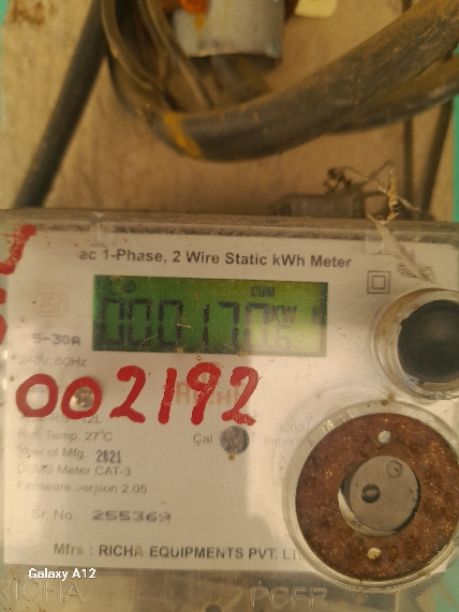 ac 1-Phase, 2 Wire Static kWh Meter
CUM
5-30A
240V, 50Hz
002192
Cal
Ref. Temp. 27°C
Year of Mfg 2021
DLMS Meter CAT-3
Firmware version 2.05
Sr. No. 255369
Mfrs : RICHA EQUIPMENTS PVT. LT
RICHA
Galaxy A12